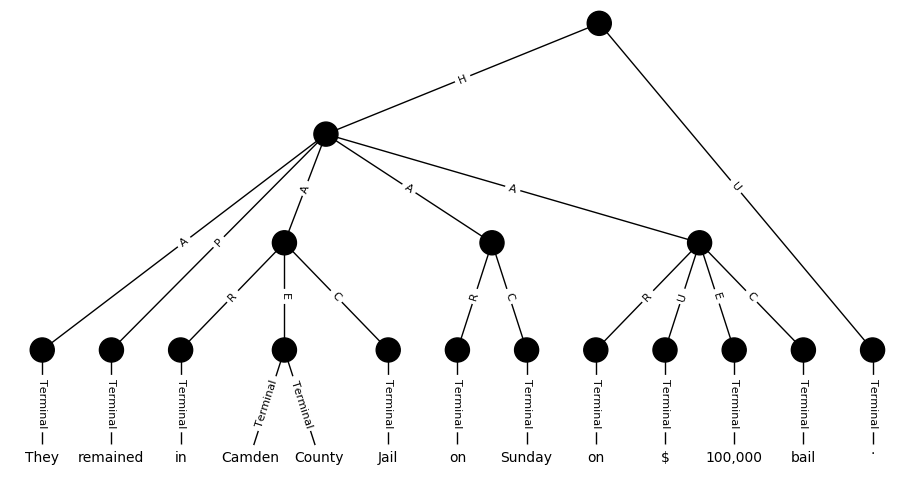 H
A P A A A U
R E C R C R U E C
Terminal Terminal Terminal Terminal Terminal Terminal Terminal Terminal Terminal Terminal Terminal Terminal Terminal
They remained in Camden County Jail on Sunday on $ 100,000 bail .